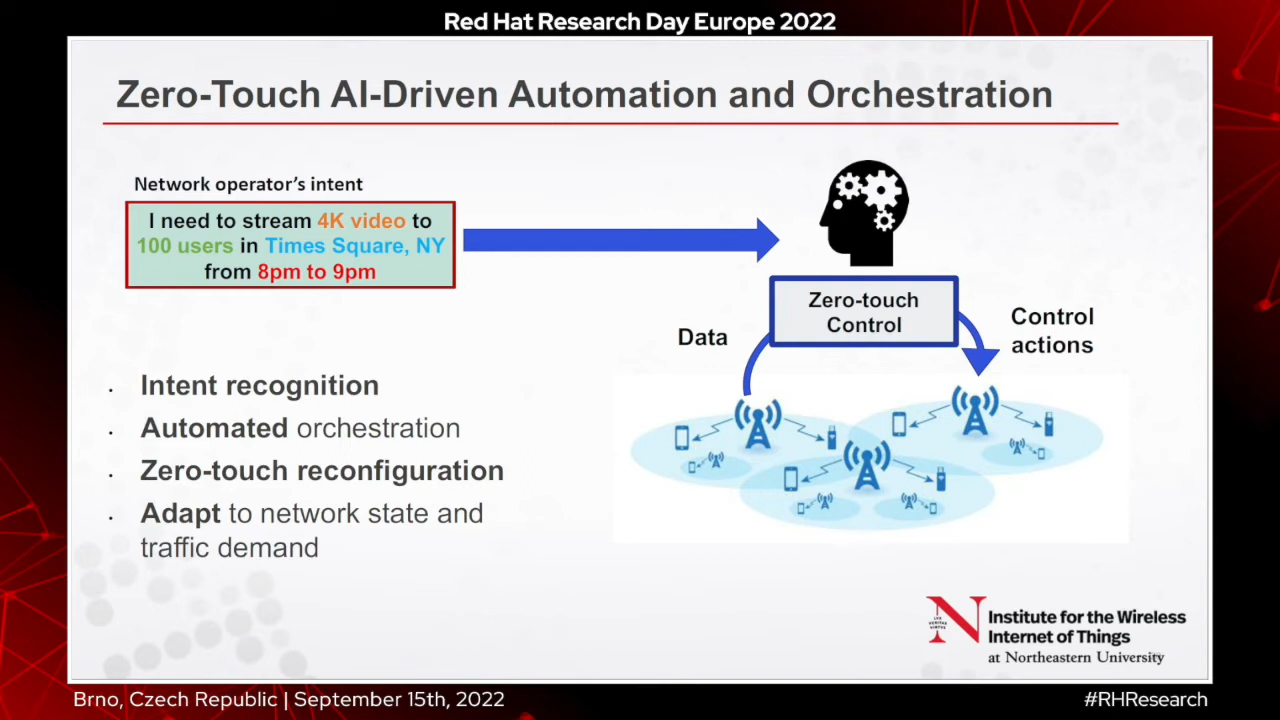 Red Hat Research Day Europe 2022
Zero-Touch AI-Driven Automation and Orchestration
Network operator's intent
I need to stream 4K video to
100 users in Times Square, NY
from 8pm to 9pm
Zero-touch
Control
Data
Control
actions
• Intent recognition
• Automated orchestration
• Zero-touch reconfiguration
• Adapt to network state and
traffic demand
N
Institute for the Wireless
Internet of Things
at Northeastern University
Brno, Czech Republic | September 15th, 2022
#RHResearch